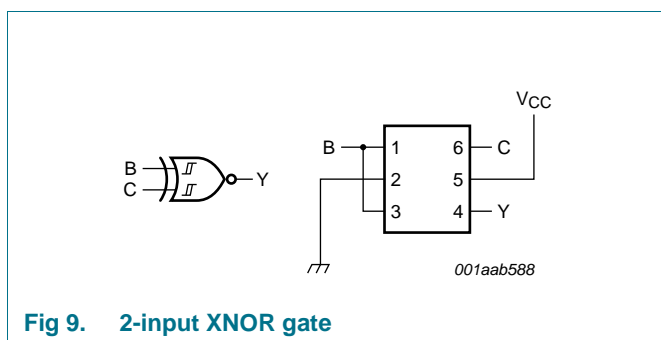 VCC
B
C
Y
B
1
6
C
2
5
3
4
Y
001aab588
Fig 9. 2-input XNOR gate